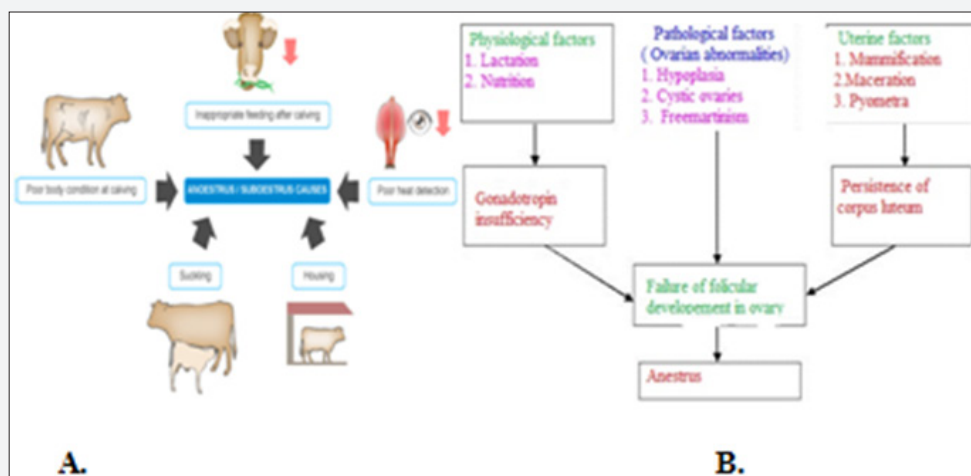 Inappropriate feeding after calving
Poor body condition at calving
ANOESTRUS / SUBOESTRUS CAUSES
Poor heat detection
Suckling
Housing
A.
Physiological factors
1. Lactation
2. Nutrition
Pathological factors
( Ovarian abnormalities)
1. Hypoplasia
2. Cystic ovaries
3. Freemartinism
Uterine factors
1. Mummification
2.Maceration
3. Pyometra
Gonadotropin
insufficiency
Persistence of
corpus luteum
Failure of follicular
developement in ovary
Anestrus
B.